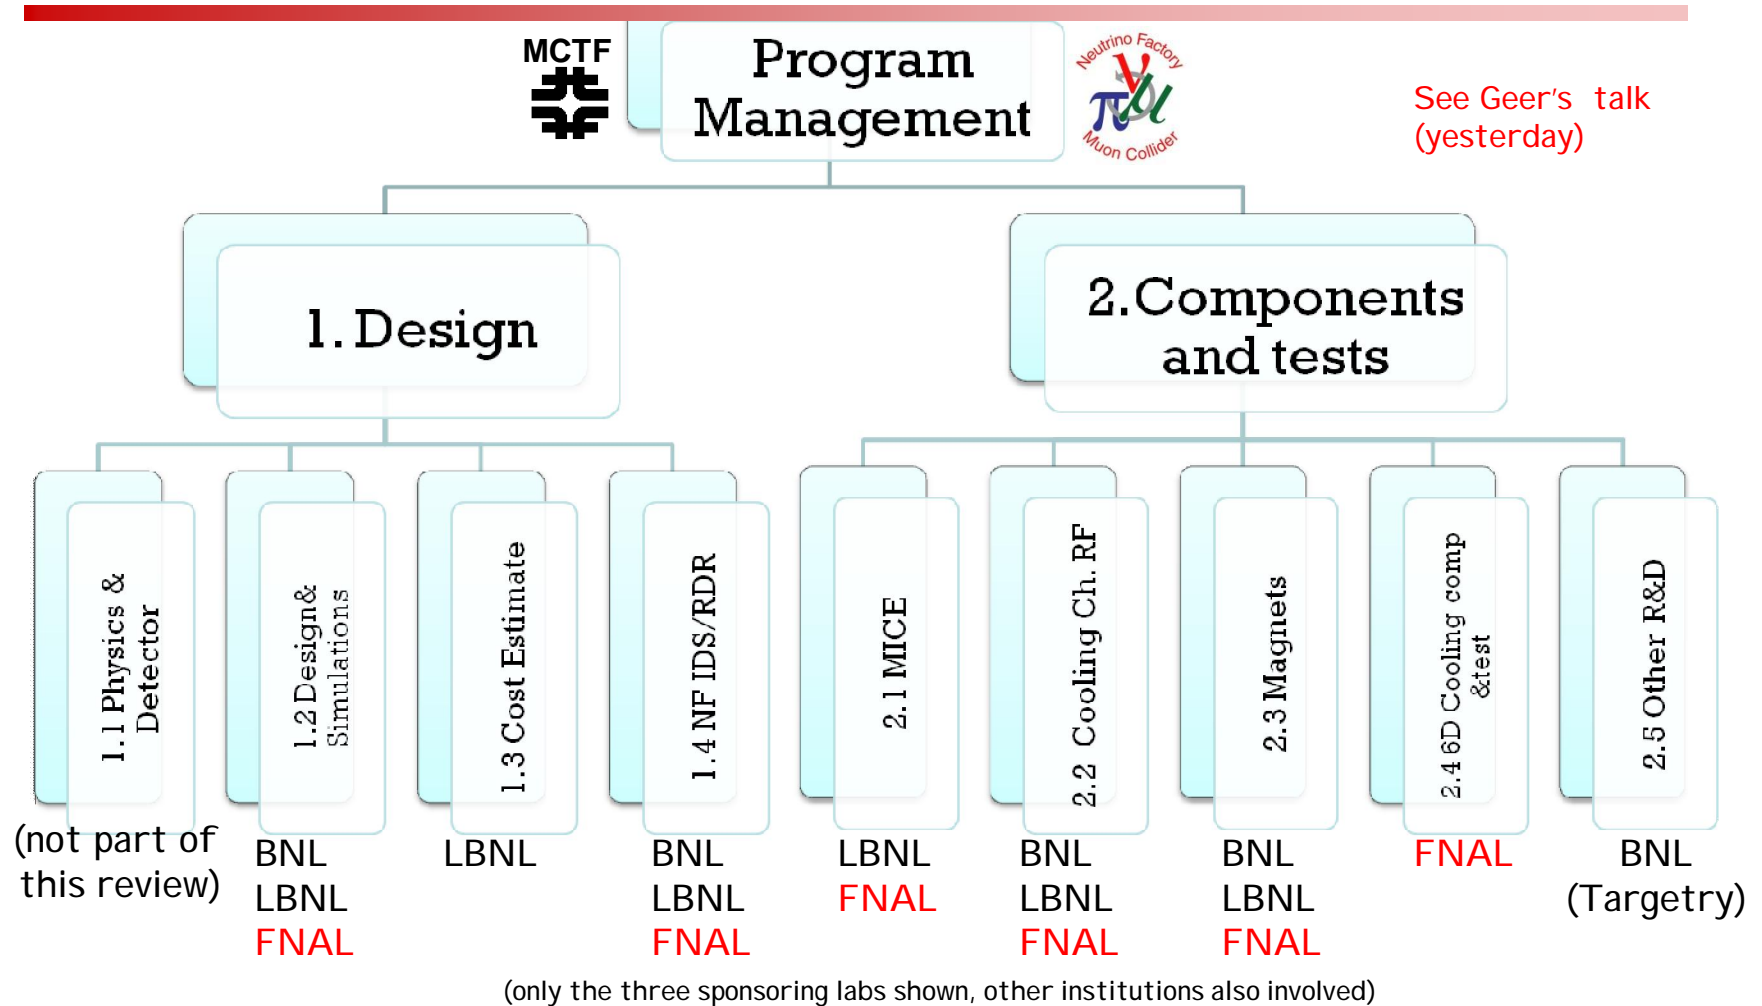 MCTF
Program
Management
Neutrino Factory
νπμ
Muon Collider
See Geer's talk
(yesterday)
1. Design
2.Components
and tests
1.1 Physics &
Detector
1.2 Design&
Simulations
1.3 Cost Estimate
1.4 NF IDS/RDR
2.1 MICE
2.2 Cooling Ch. RF
2.3 Magnets
2.4 6D Cooling comp
&test
2.5 Other R&D
(not part of
this review)
BNL
LBNL
FNAL
LBNL
BNL
LBNL
FNAL
LBNL
FNAL
BNL
LBNL
FNAL
BNL
LBNL
FNAL
FNAL
BNL
(Targetry)
(only the three sponsoring labs shown, other institutions also involved)